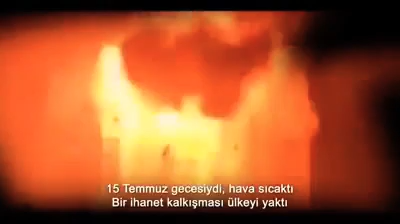 15 Temmuz gecesiydi, hava sıcaktı
Bir ihanet kalkışması ülkeyi yaktı